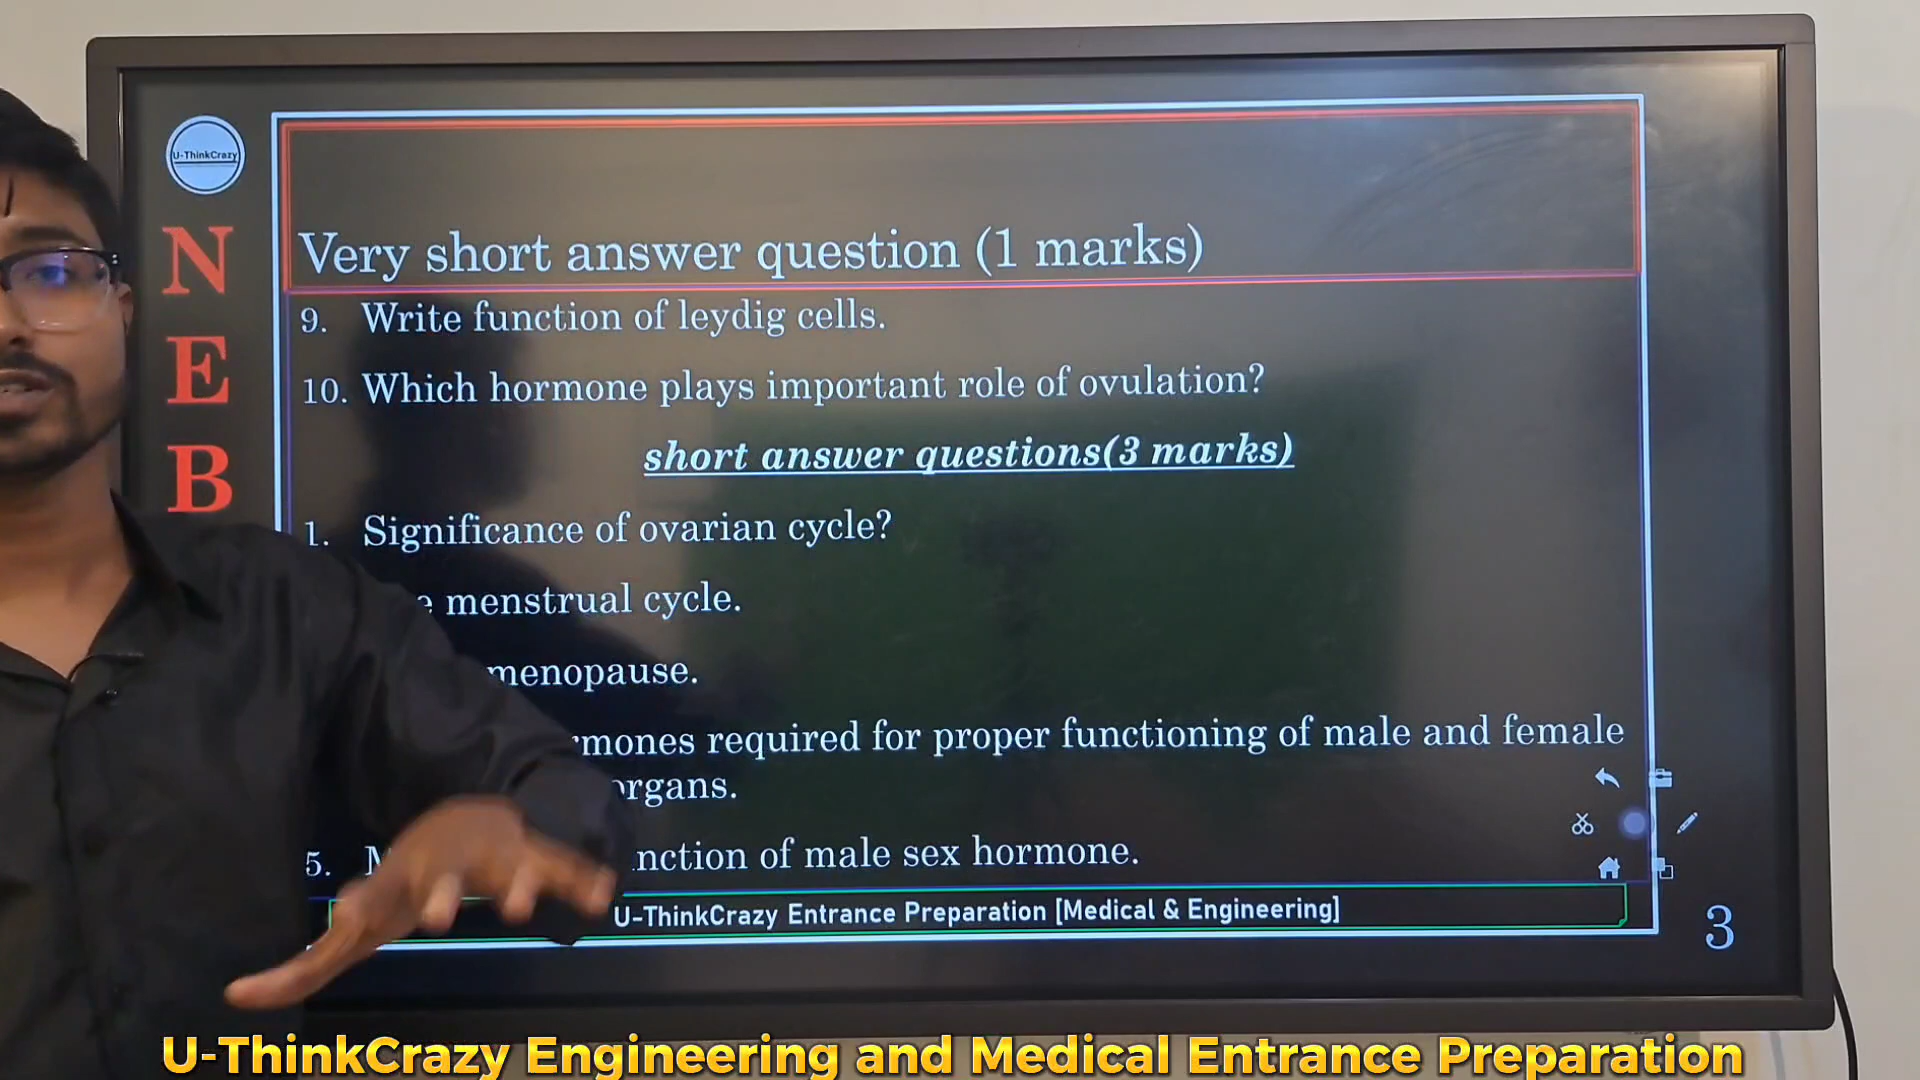 U-ThinkCrazy
N
E
B
Very short answer question (1 marks)
9. Write function of leydig cells.
10. Which hormone plays important role of ovulation?
short answer questions(3 marks)
1. Significance of ovarian cycle?
menstrual cycle.
menopause.
required for proper functioning of male and female
5. of male sex hormone.
U-ThinkCrazy Entrance Preparation [Medical & Engineering]
3
U-ThinkCrazy Engineering and Medical Entrance Preparation